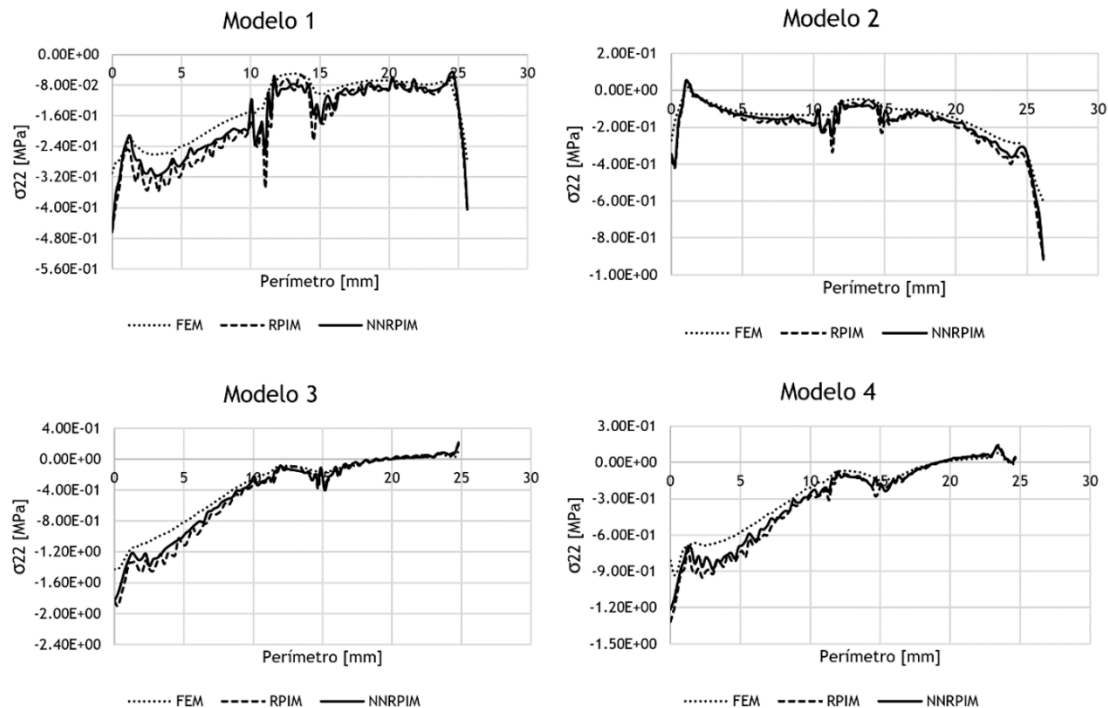 Modelo 1
0.00E+00
-8.00E-02
-1.60E-01
-2.40E-01
-3.20E-01
-4.00E-01
-4.80E-01
-5.60E-01
0 5 10 15 20 25 30
σ22 [MPa]
Perímetro [mm]
FEM RPIM NNRPIM
Modelo 2
2.00E-01
0.00E+00
-2.00E-01
-4.00E-01
-6.00E-01
-8.00E-01
-1.00E+00
0 5 10 15 20 25 30
σ22 [MPa]
Perímetro [mm]
FEM RPIM NNRPIM
Modelo 3
4.00E-01
0.00E+00
-4.00E-01
-8.00E-01
-1.20E+00
-1.60E+00
-2.00E+00
-2.40E+00
0 5 10 15 20 25 30
σ22 [MPa]
Perímetro [mm]
FEM RPIM NNRPIM
Modelo 4
3.00E-01
0.00E+00
-3.00E-01
-6.00E-01
-9.00E-01
-1.20E+00
-1.50E+00
0 5 10 15 20 25 30
σ22 [MPa]
Perímetro [mm]
FEM RPIM NNRPIM